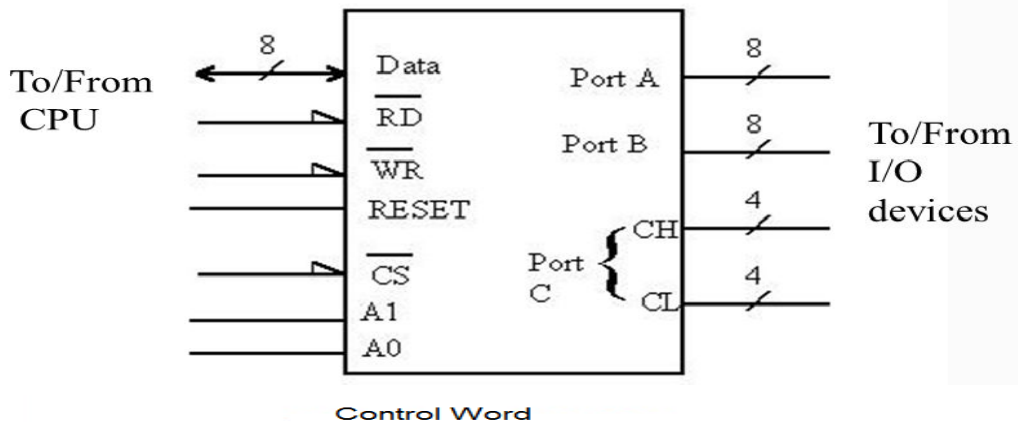 To/From
CPU
8
Data
RD
WR
RESET
CS
A1
A0
Port A
Port B
Port
C
CH
CL
8
8
4
4
To/From
I/O
devices
Control Word